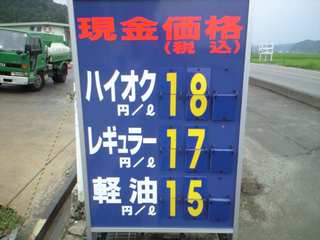 現金価格
(税込)
ハイオク 18
円/ℓ
レギュラー 17
円/ℓ
軽油 15
円/ℓ